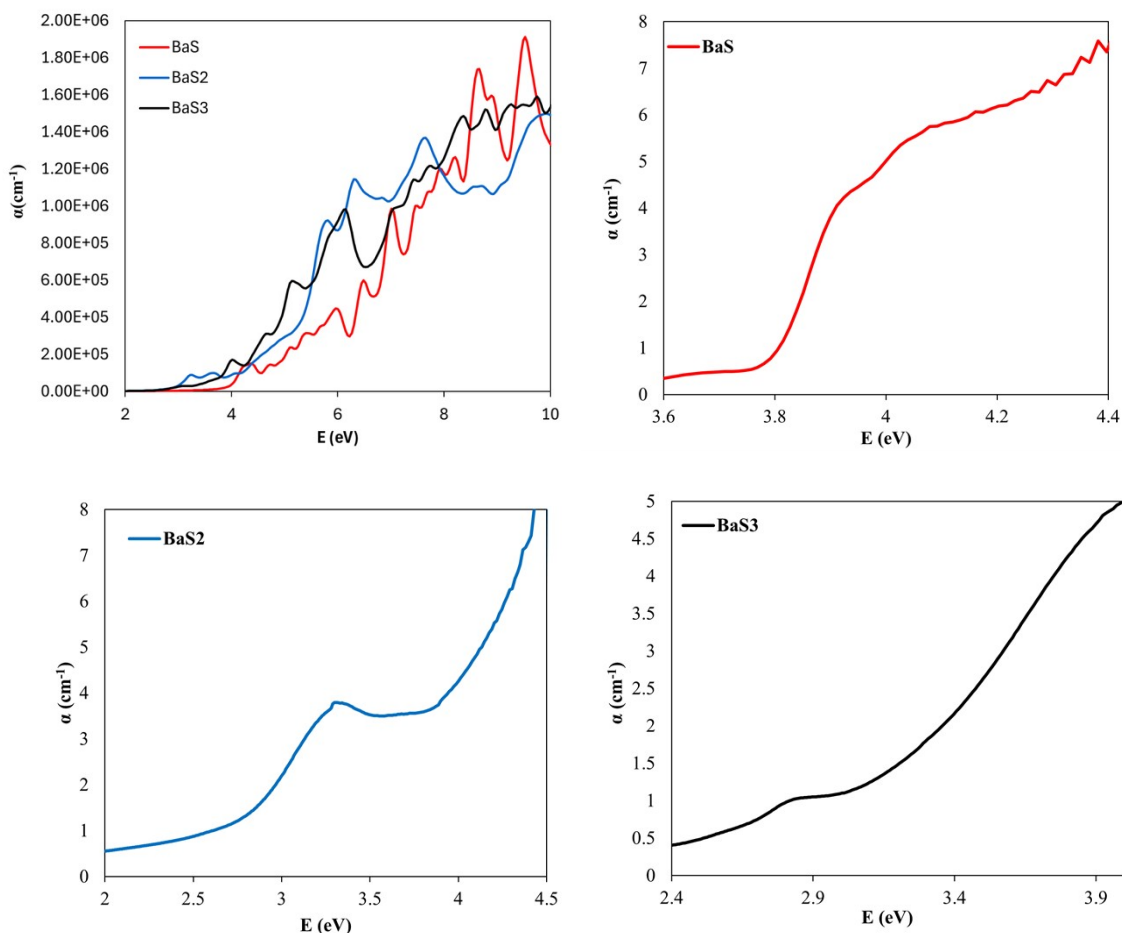 2.00E+06
1.80E+06
1.60E+06
1.40E+06
1.20E+06
1.00E+06
8.00E+05
6.00E+05
4.00E+05
2.00E+05
0.00E+00
α(cm-1)
BaS
BaS2
BaS3
2 4 6 8 10
E (eV)
8
7
6
5
4
3
2
1
0
α (cm-1)
BaS
3.6 3.8 4 4.2 4.4
E (eV)
8
7
6
5
4
3
2
1
0
α (cm-1)
BaS2
2 2.5 3 3.5 4 4.5
E (eV)
5
4.5
4
3.5
3
2.5
2
1.5
1
0.5
0
α (cm-1)
BaS3
2.4 2.9 3.4 3.9
E (eV)